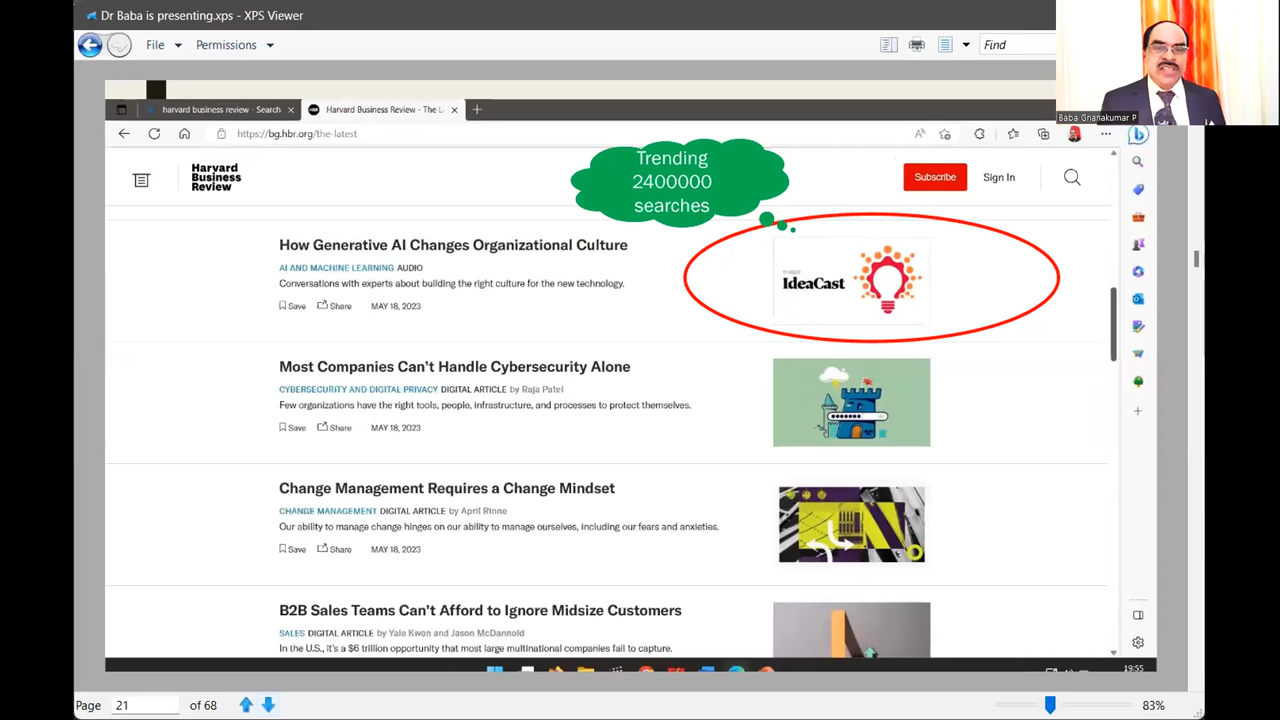 Dr Baba is presenting.xps - XPS Viewer
File
Permissions
Find
Baba Gnanakumar P
harvard business review - Search
Harvard Business Review - The L
https://bg.hbr.org/the-latest
Harvard
Business
Review
Trending
2400000
searches
Subscribe
Sign In
How Generative AI Changes Organizational Culture
AI AND MACHINE LEARNING AUDIO
Conversations with experts about building the right culture for the new technology.
Save
Share
MAY 18, 2023
IdeaCast
Most Companies Can't Handle Cybersecurity Alone
CYBERSECURITY AND DIGITAL PRIVACY DIGITAL ARTICLE by Raja Patel
Few organizations have the right tools, people, infrastructure, and processes to protect themselves.
Save
Share
MAY 18, 2023
Change Management Requires a Change Mindset
CHANGE MANAGEMENT DIGITAL ARTICLE by April Rinne
Our ability to manage change hinges on our ability to manage ourselves, including our fears and anxieties.
Save
Share
MAY 18, 2023
B2B Sales Teams Can't Afford to Ignore Midsize Customers
SALES DIGITAL ARTICLE by Yale Kwon and Jason McDannold
In the U.S., it's a $6 trillion opportunity that most large multinational companies fail to capture.
19:55
Page
21
of 68
83%